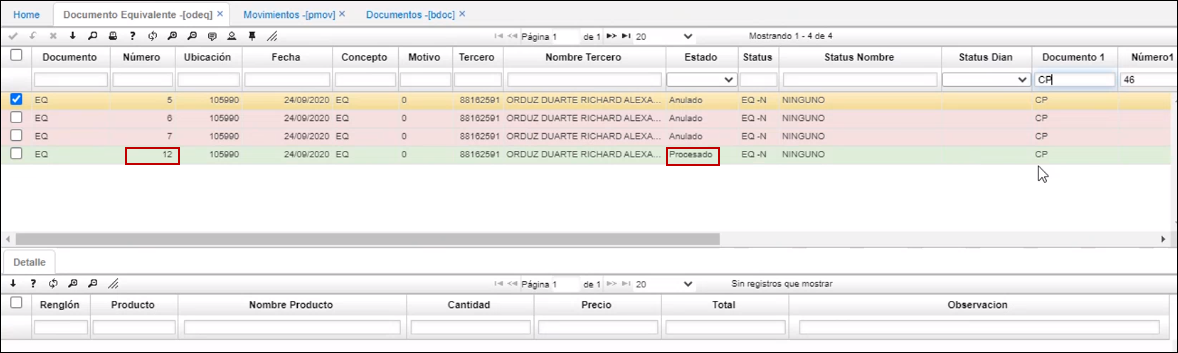 Home Documento Equivalente -[odeq] × Movimientos -[pmov] × Documentos -[bdoc] ×
Página 1 de 1 20 Mostrando 1 - 4 de 4
Documento Número Ubicación Fecha Concepto Motivo Tercero Nombre Tercero Estado Status Status Nombre Status Dian Documento 1 Número1
CP 46
EQ 5 105990 24/09/2020 EQ 0 88162591 ORDUZ DUARTE RICHARD ALEXA... Anulado EQ -N NINGUNO CP
EQ 6 105990 24/09/2020 EQ 0 88162591 ORDUZ DUARTE RICHARD ALEXA... Anulado EQ -N NINGUNO CP
EQ 7 105990 24/09/2020 EQ 0 88162591 ORDUZ DUARTE RICHARD ALEXA... Anulado EQ -N NINGUNO CP
EQ 12 105990 24/09/2020 EQ 0 88162591 ORDUZ DUARTE RICHARD ALEXA... Procesado EQ -N NINGUNO CP
Detalle
Página 1 de 1 20 Sin registros que mostrar
Renglón Producto Nombre Producto Cantidad Precio Total Observacion